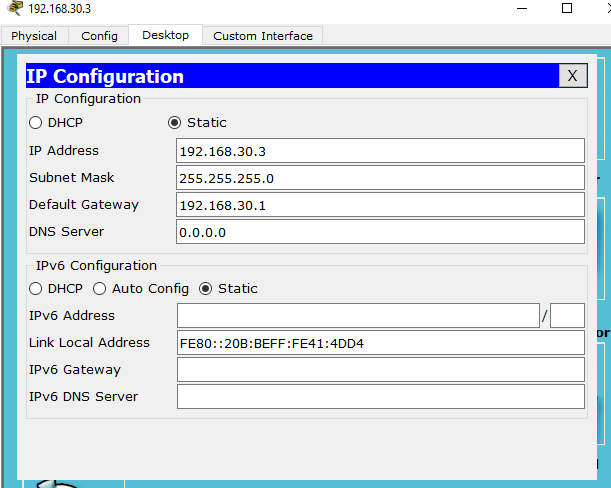 192.168.30.3
Physical Config Desktop Custom Interface
IP Configuration X
IP Configuration
DHCP Static
IP Address 192.168.30.3
Subnet Mask 255.255.255.0
Default Gateway 192.168.30.1
DNS Server 0.0.0.0
IPv6 Configuration
DHCP Auto Config Static
IPv6 Address /
Link Local Address FE80::20B:BEFF:FE41:4DD4
IPv6 Gateway
IPv6 DNS Server